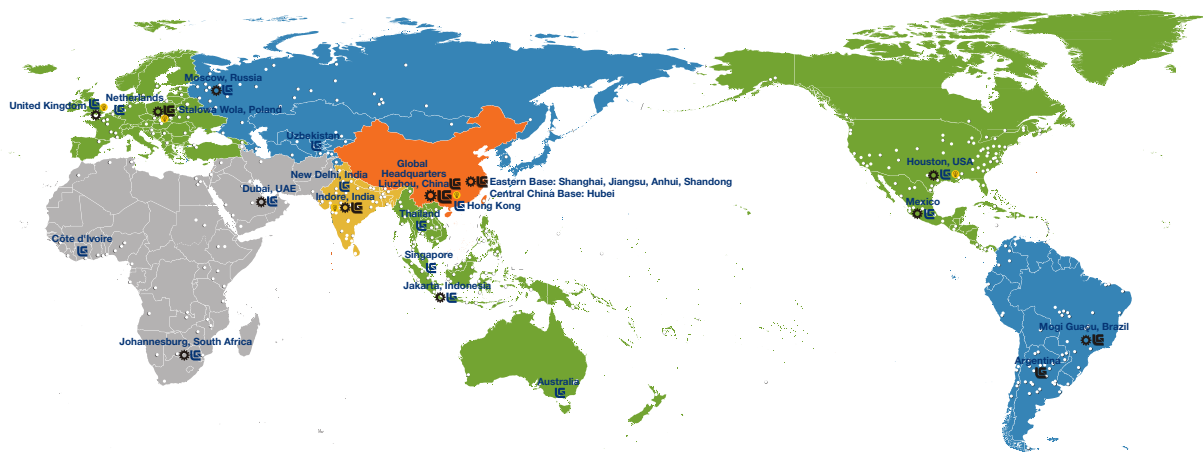 Moscow, Russia
Netherlands
United Kingdom
Stalowa Wola, Poland
Uzbekistan
Global
Headquarters
Liuzhou, China
New Delhi, India
Eastern Base: Shanghai, Jiangsu, Anhui, Shandong
Central China Base: Hubei
Dubai, UAE
Indore, India
Hong Kong
Thailand
Côte d'Ivoire
Singapore
Jakarta, Indonesia
Johannesburg, South Africa
Australia
Houston, USA
Mexico
Mogi Guaçu, Brazil
Argentina